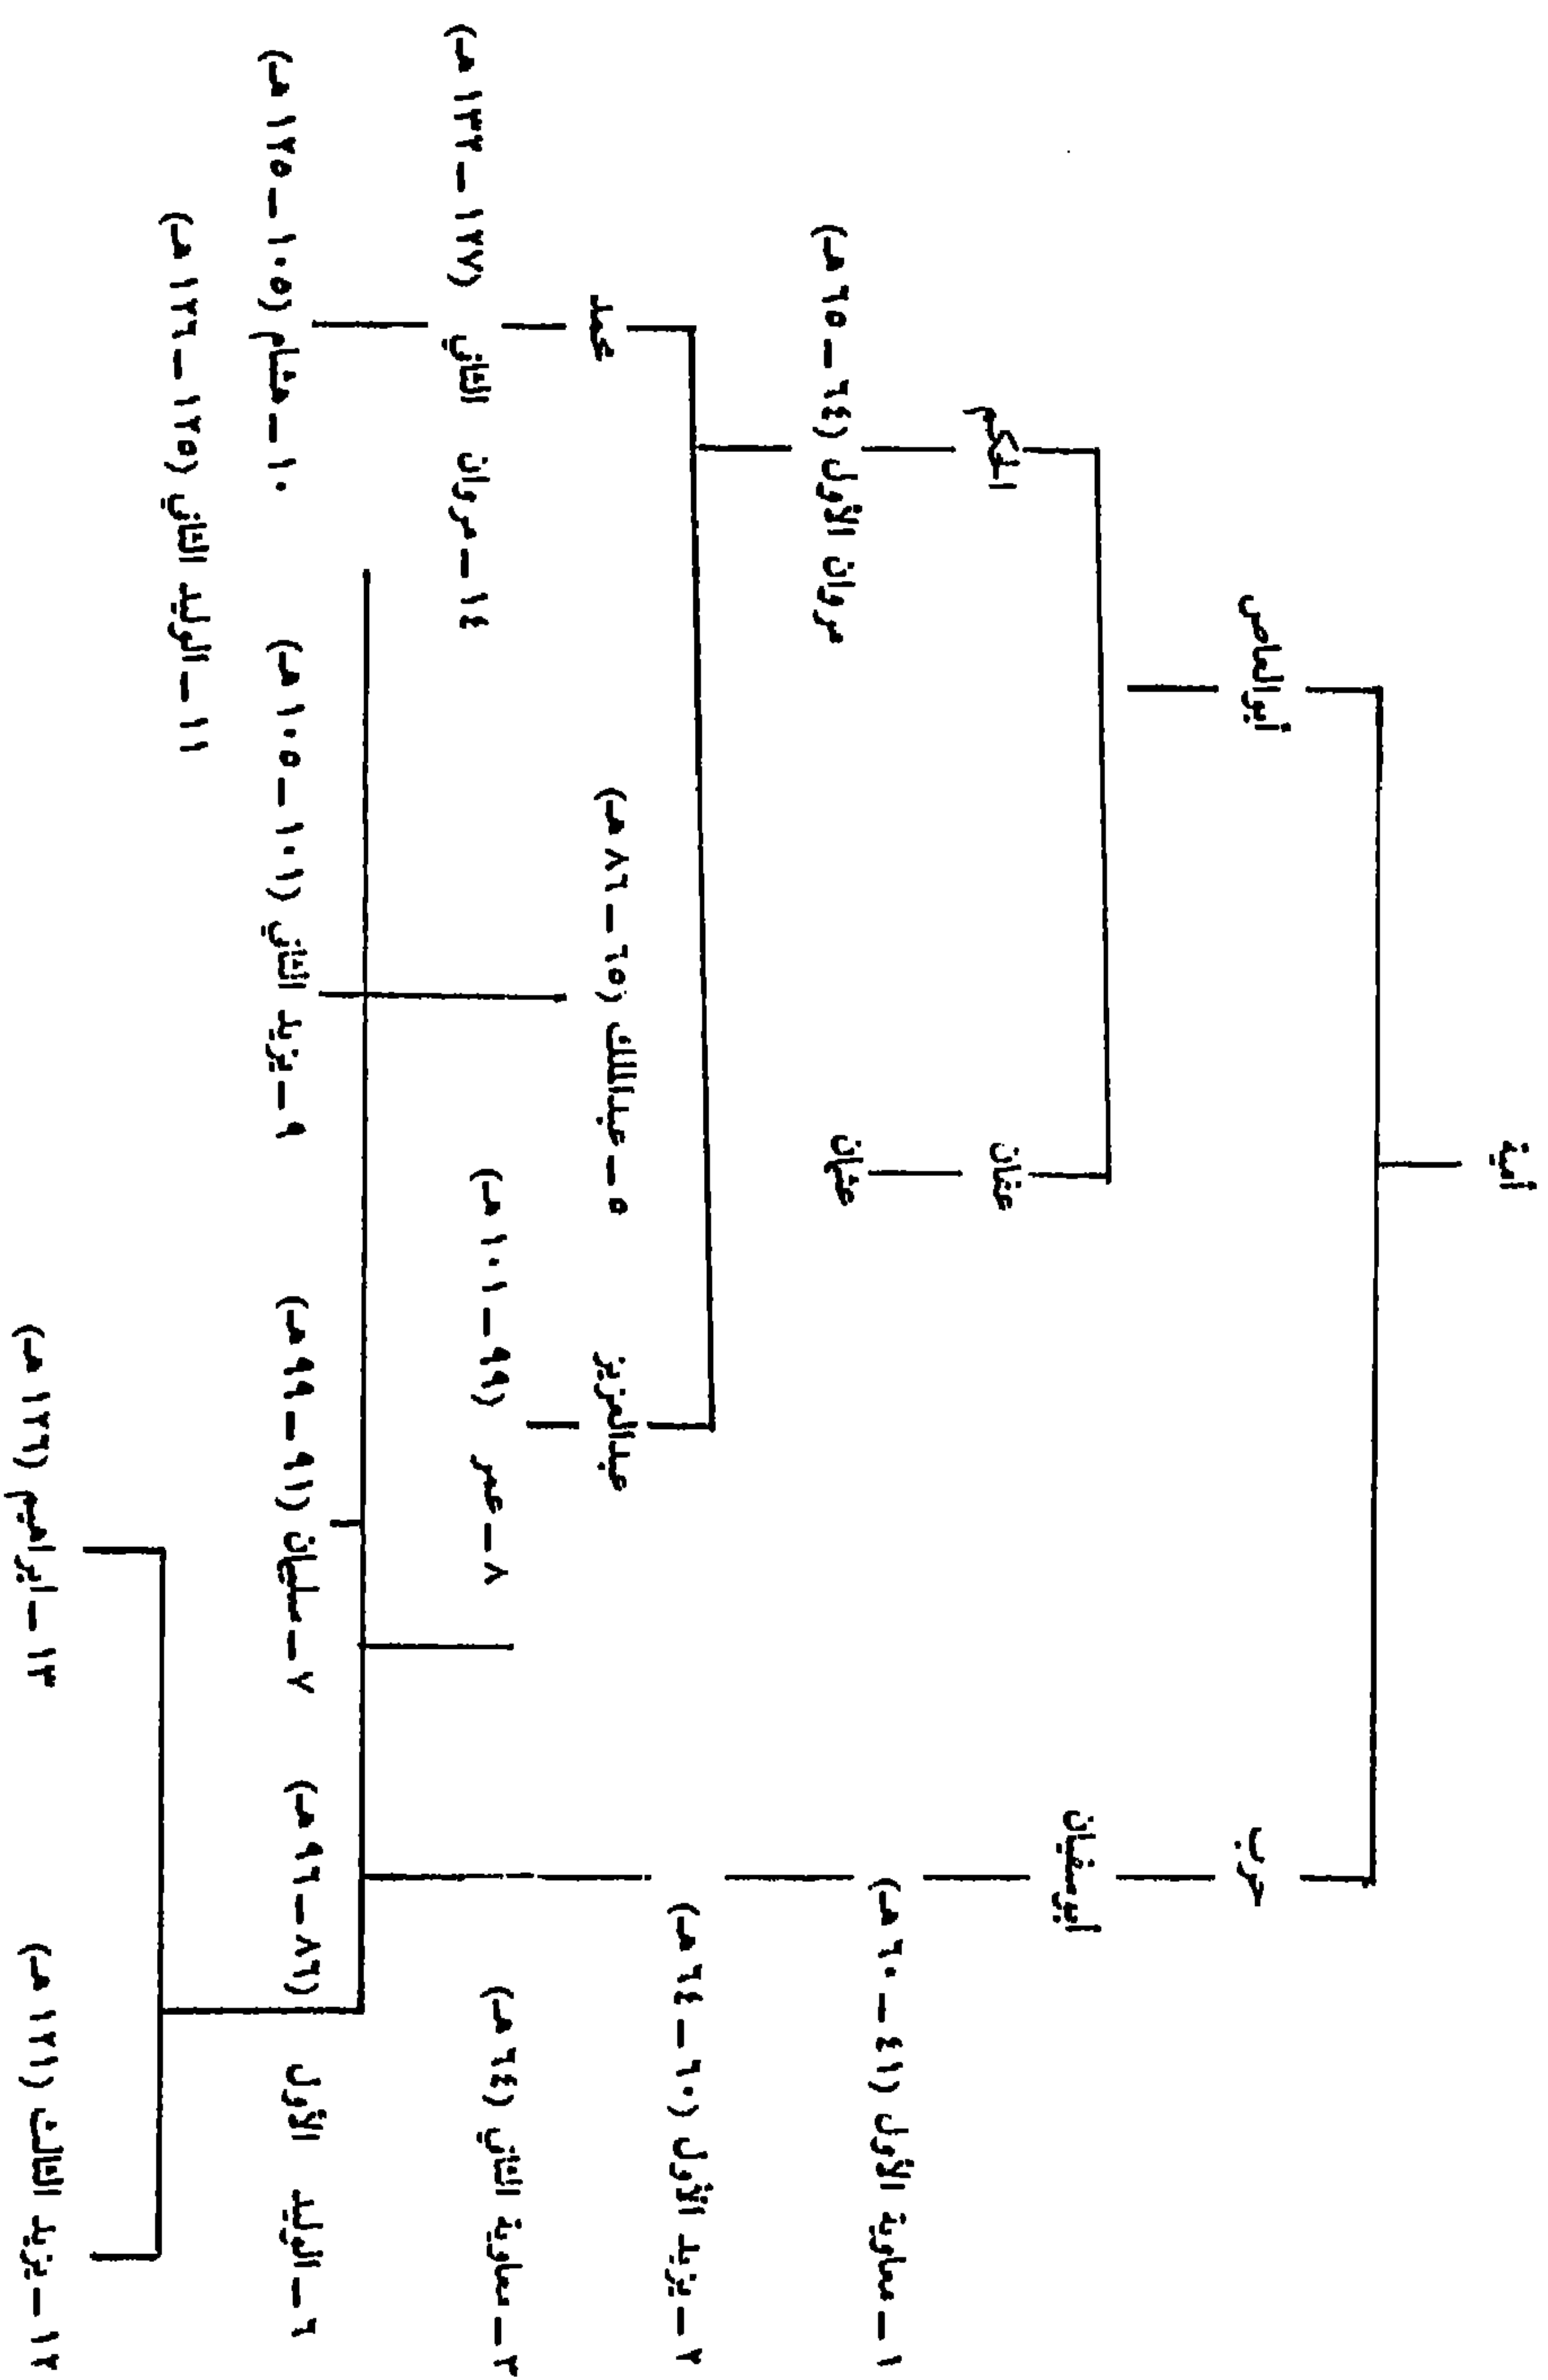 أمية
حرب
أبو العاص
أبو سفيان
عفان
الحكم
١ ـ معاوية الأول (٤١ ـ ٦٠ هـ)
عثمان
مروان الأول (٦٤ ـ ٦٥ هـ)
٢ ـ يزيد الأول (٦٠ ـ ٦٤ هـ)
عبدالعزيز
٥ ـ عبدالملك (٦٥ ـ ٨٦ هـ)
محمد
٣ ـ معاوية الثاني (٦٤ هـ)
٨ ـ عمر (٩٩ ـ ١٠١ هـ)
١٤ ـ مروان الثاني (١٢٧ ـ ١٣٢ هـ)
٦ ـ الوليد الأول (٨٦ ـ ٩٦ هـ)
٧ ـ سليمان (٩١ ـ ٩٩ هـ)
٩ ـ يزيد الثاني (١٠١ ـ ١٠٥ هـ)
١٠ ـ هشام (١٠٥ ـ ١٢٥ هـ)
١١ ـ الوليد الثاني (١٢٥ ـ ١٢٦ هـ)
١٢ ـ يزيد الثالث (١٢١ هـ)
١٣ ـ ابراهيم (١٢٦ هـ)